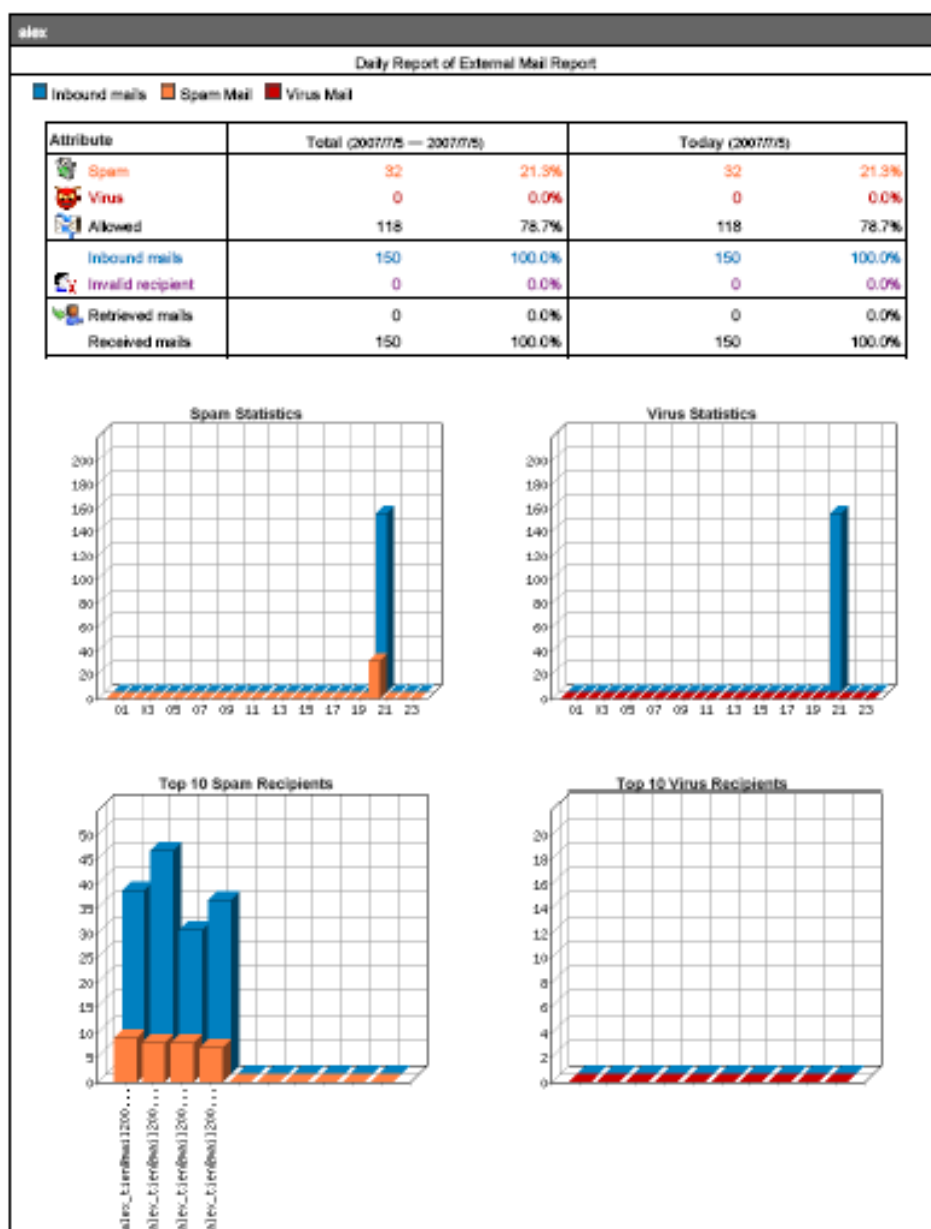 alex
Daily Report of External Mail Report
Inbound mails Spam Mail Virus Mail
Attribute Total (2007/7/5 — 2007/7/5) Today (2007/7/5)
Spam 32 21.3% 32 21.3%
Virus 0 0.0% 0 0.0%
Allowed 118 78.7% 118 78.7%
Inbound mails 150 100.0% 150 100.0%
Invalid recipient 0 0.0% 0 0.0%
Retrieved mails 0 0.0% 0 0.0%
Received mails 150 100.0% 150 100.0%
Spam Statistics
200
180
160
140
120
100
80
60
40
20
0
01 03 05 07 09 11 13 15 17 19 21 23
Virus Statistics
200
180
160
140
120
100
80
60
40
20
0
01 03 05 07 09 11 13 15 17 19 21 23
Top 10 Spam Recipients
50
45
40
35
30
25
20
15
10
5
0
alex_tien@mail200...
alex_tien@mail200...
alex_tien@mail200...
alex_tien@mail200...
Top 10 Virus Recipients
20
18
16
14
12
10
8
6
4
2
0